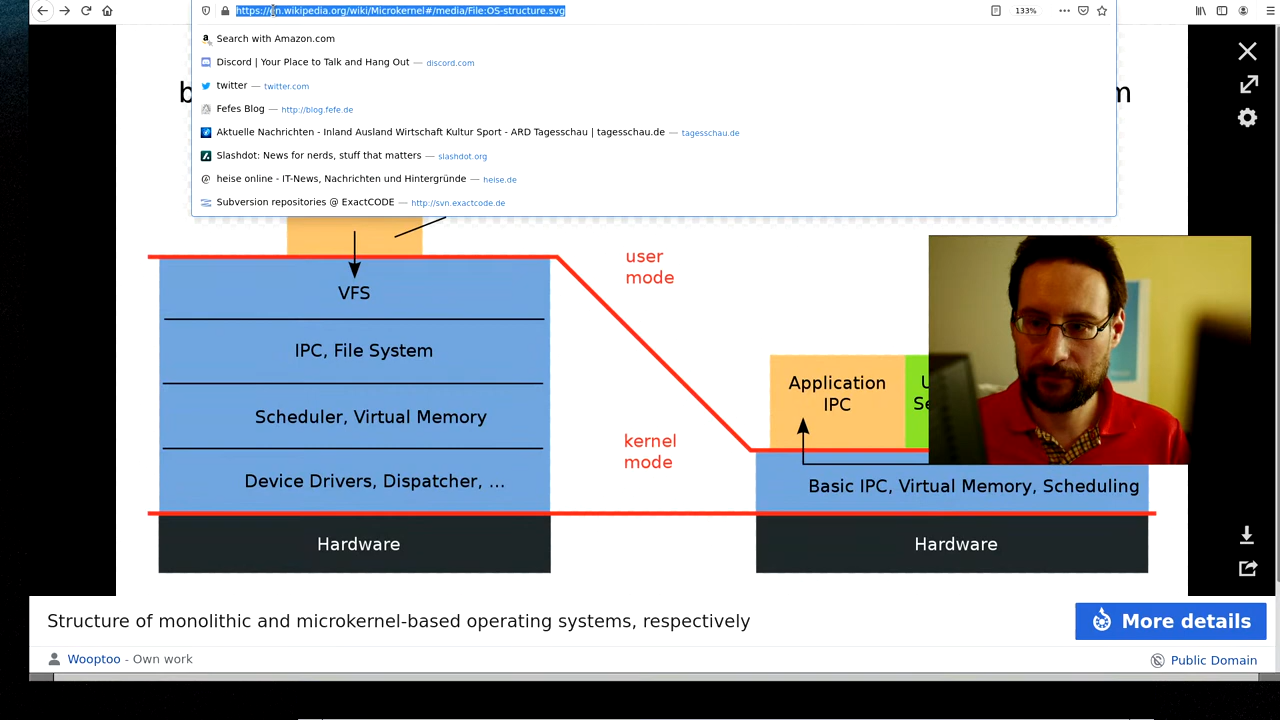 https://en.wikipedia.org/wiki/Microkernel#/media/File:OS-structure.svg
133%
Search with Amazon.com
Discord | Your Place to Talk and Hang Out — discord.com
twitter — twitter.com
Fefes Blog — http://blog.fefe.de
Aktuelle Nachrichten - Inland Ausland Wirtschaft Kultur Sport - ARD Tagesschau | tagesschau.de — tagesschau.de
Slashdot: News for nerds, stuff that matters — slashdot.org
@ heise online - IT-News, Nachrichten und Hintergründe — heise.de
Subversion repositories @ ExactCODE — http://svn.exactcode.de
user
mode
VFS
IPC, File System
Scheduler, Virtual Memory
Device Drivers, Dispatcher, ...
Hardware
kernel
mode
Application
IPC
Basic IPC, Virtual Memory, Scheduling
Hardware
Structure of monolithic and microkernel-based operating systems, respectively
More details
Wooptoo - Own work
Public Domain